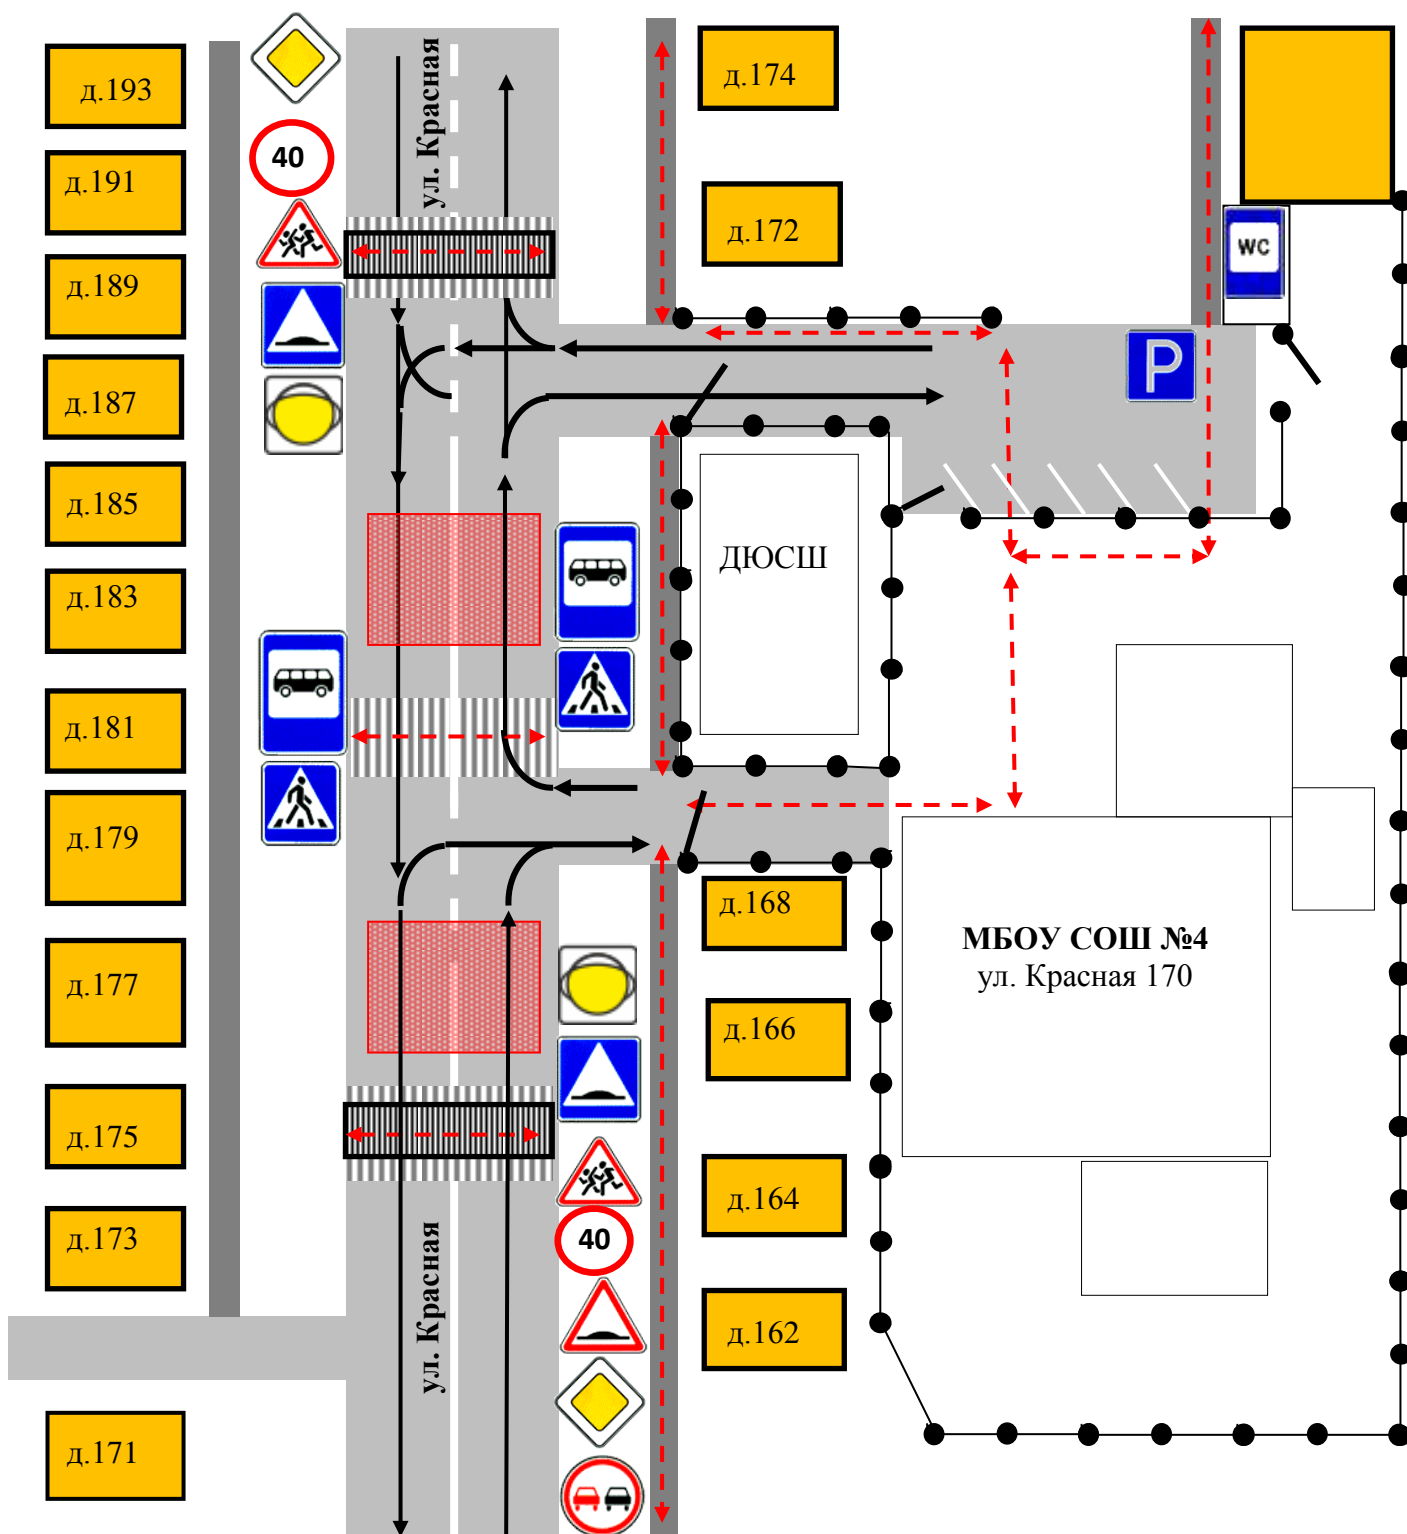 д.193
д.191
д.189
д.187
д.185
д.183
д.181
д.179
д.177
д.175
д.173
д.171
40
ул. Красная
ул. Красная
д.174
д.172
WC
P
ДЮСШ
д.168
д.166
д.164
д.162
40
МБОУ СОШ №4
ул. Красная 170